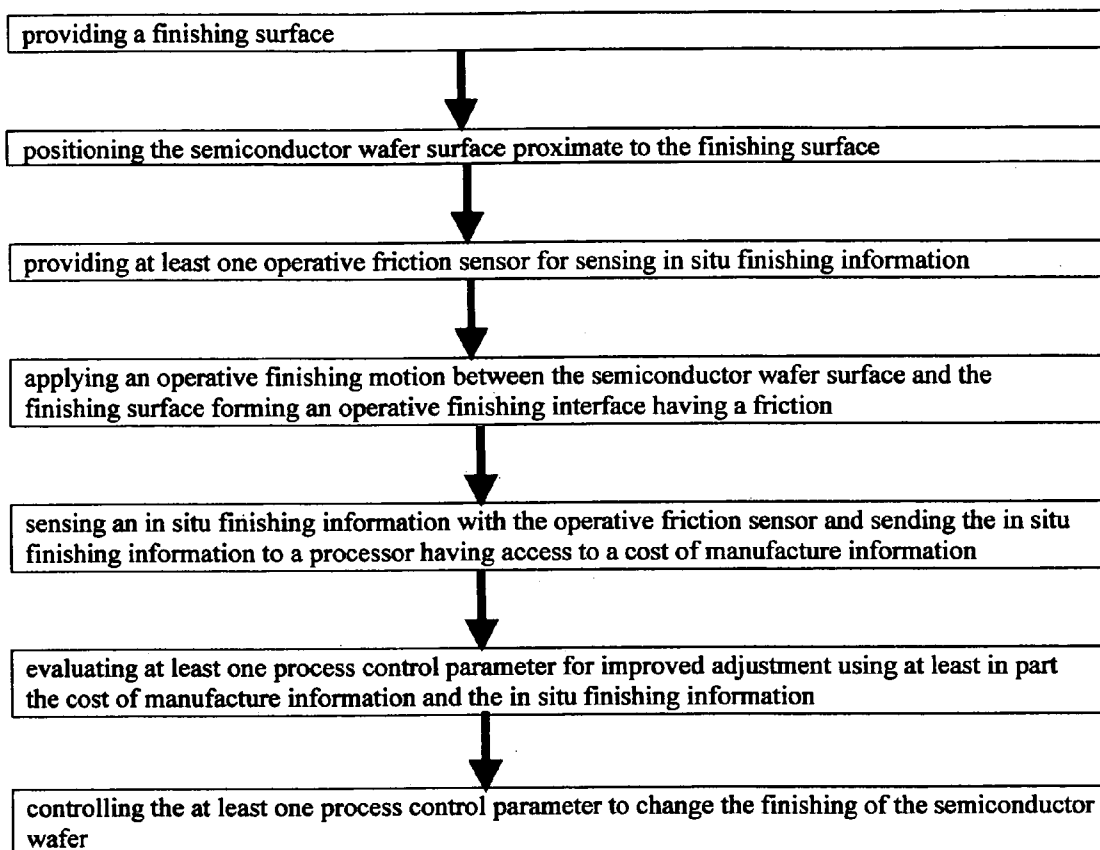 providing a finishing surface
positioning the semiconductor wafer surface proximate to the finishing surface
providing at least one operative friction sensor for sensing in situ finishing information
applying an operative finishing motion between the semiconductor wafer surface and the
finishing surface forming an operative finishing interface having a friction
sensing an in situ finishing information with the operative friction sensor and sending the in situ
finishing information to a processor having access to a cost of manufacture information
evaluating at least one process control parameter for improved adjustment using at least in part
the cost of manufacture information and the in situ finishing information
controlling the at least one process control parameter to change the finishing of the semiconductor
wafer